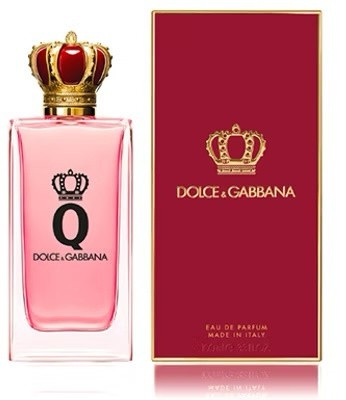 Q
DOLCE & GABBANA
DOLCE & GABBANA
EAU DE PARFUM
MADE IN ITALY